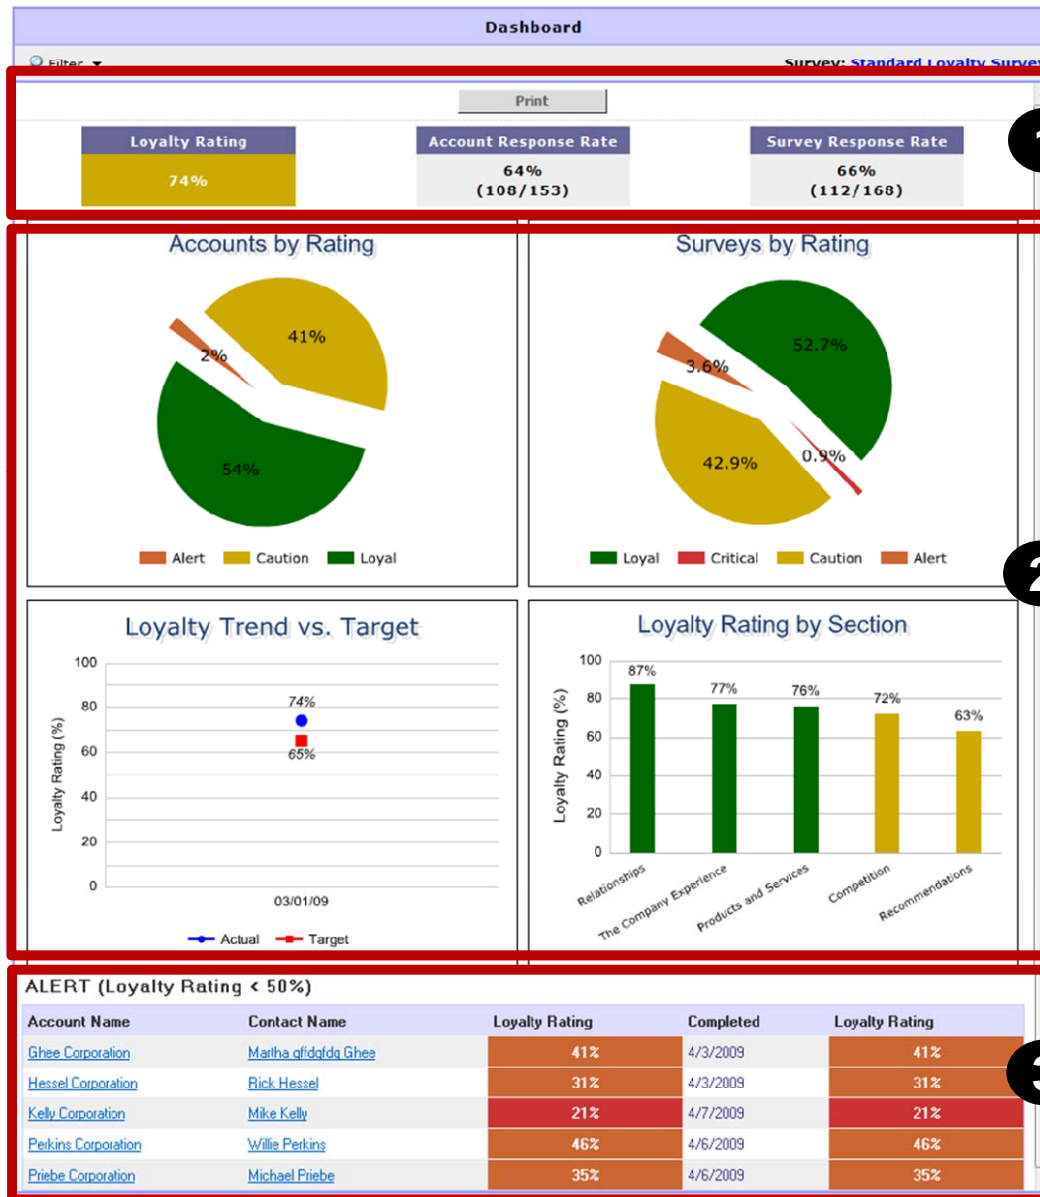 Dashboard
Filter
Survey: Standard Loyalty Survey
Print
Loyalty Rating
74%
Account Response Rate
64%
(108/153)
Survey Response Rate
66%
(112/168)
1
Accounts by Rating
41%
2%
54%
Alert Caution Loyal
Surveys by Rating
52.7%
3.6%
0.9%
42.9%
Loyal Critical Caution Alert
2
Loyalty Trend vs. Target
Loyalty Rating (%)
100
80
60
40
20
0
74%
65%
03/01/09
Actual Target
Loyalty Rating by Section
Loyalty Rating (%)
100
80
60
40
20
0
87%
77%
76%
72%
63%
Relationships
The Company Experience
Products and Services
Competition
Recommendations
ALERT (Loyalty Rating < 50%)
Account Name Contact Name Loyalty Rating Completed Loyalty Rating
Ghee Corporation Martha gffdgfdg Ghee 41% 4/3/2009 41%
Hessel Corporation Rick Hessel 31% 4/3/2009 31%
Kelly Corporation Mike Kelly 21% 4/7/2009 21%
Perkins Corporation Willie Perkins 46% 4/6/2009 46%
Priebe Corporation Michael Priebe 35% 4/6/2009 35%
3